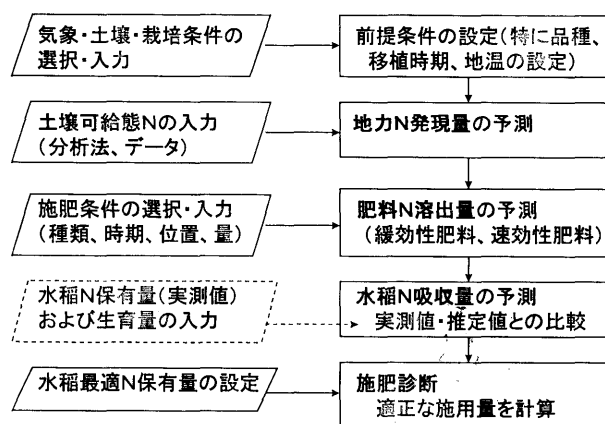 気象・土壌・栽培条件の
選択・入力
前提条件の設定(特に品種、
移植時期、地温の設定)
土壌可給態Nの入力
(分析法、データ)
地力N発現量の予測
施肥条件の選択・入力
(種類、時期、位置、量)
肥料N溶出量の予測
(緩効性肥料、速効性肥料)
水稲N保有量(実測値)
および生育量の入力
水稲N吸収量の予測
実測値・推定値との比較
水稲最適N保有量の設定
施肥診断
適正な施用量を計算